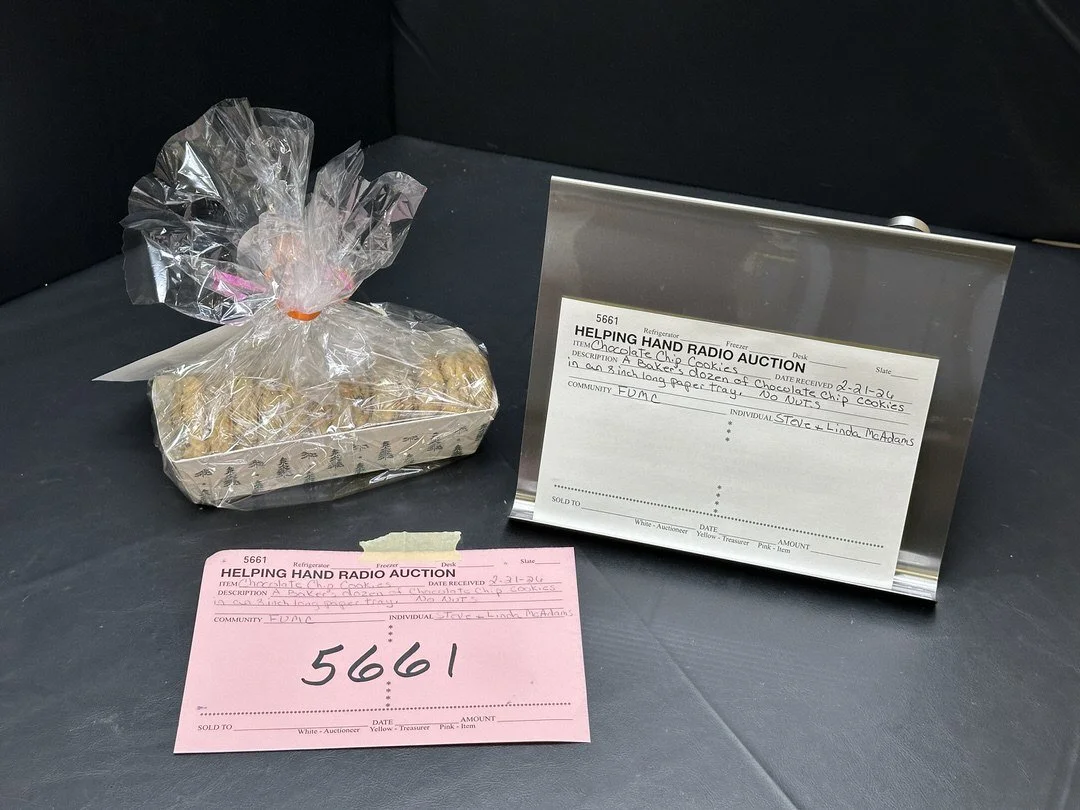 5661
Refrigerator Freezer Desk Slate
HELPING HAND RADIO AUCTION
ITEM Chocolate Chip Cookies DATE RECEIVED 2-21-26
DESCRIPTION A Baker's dozen of Chocolate Chip cookies
in an 8 inch long paper tray, No Nuts
COMMUNITY FUMC INDIVIDUAL Steve + Linda McAdams
SOLD TO DATE AMOUNT
White - Auctioneer Yellow - Treasurer Pink - Item
5661
Refrigerator Freezer Desk Slate
HELPING HAND RADIO AUCTION
ITEM Chocolate Chip Cookies DATE RECEIVED 2-21-26
DESCRIPTION A Baker's dozen of Chocolate Chip cookies
in an 8 inch long paper tray, No Nuts
COMMUNITY FUMC INDIVIDUAL Steve + Linda McAdams
5661
SOLD TO DATE AMOUNT
White - Auctioneer Yellow - Treasurer Pink - Item